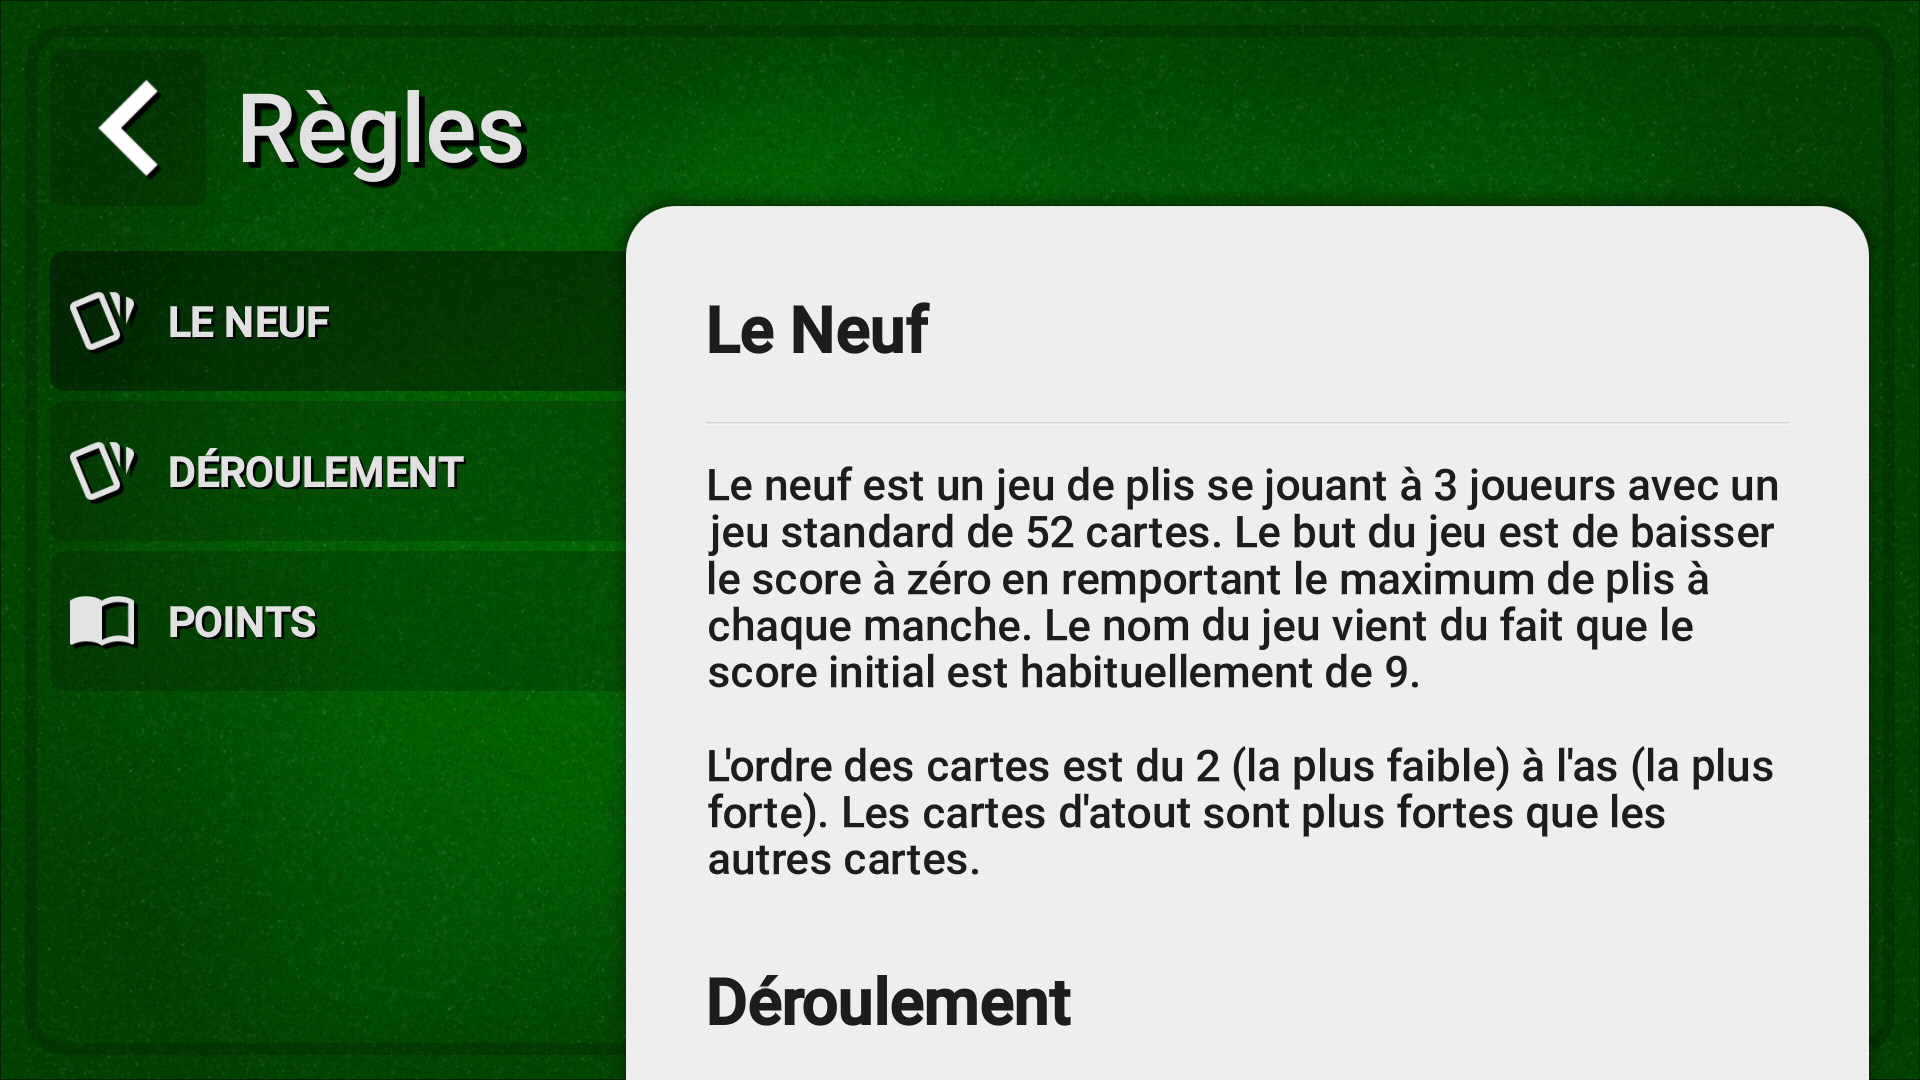 Règles
LE NEUF
DÉROULEMENT
POINTS
Le Neuf
Le neuf est un jeu de plis se jouant à 3 joueurs avec un
jeu standard de 52 cartes. Le but du jeu est de baisser
le score à zéro en remportant le maximum de plis à
chaque manche. Le nom du jeu vient du fait que le
score initial est habituellement de 9.
L'ordre des cartes est du 2 (la plus faible) à l'as (la plus
forte). Les cartes d'atout sont plus fortes que les
autres cartes.
Déroulement